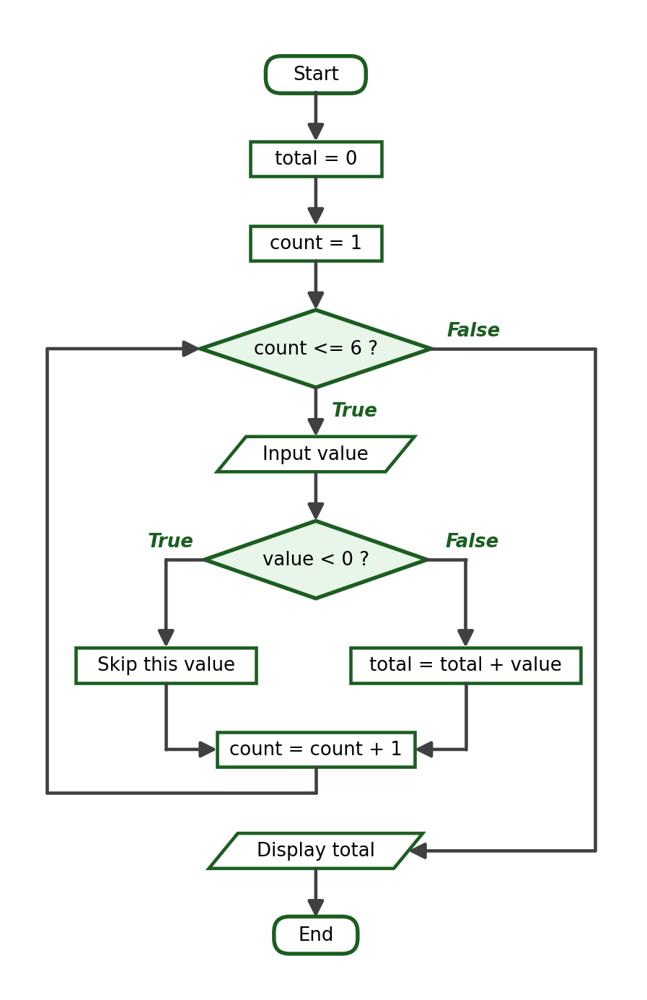 Start
total = 0
count = 1
count <= 6 ?
False
True
Input value
True
value < 0 ?
False
Skip this value
total = total + value
count = count + 1
Display total
End